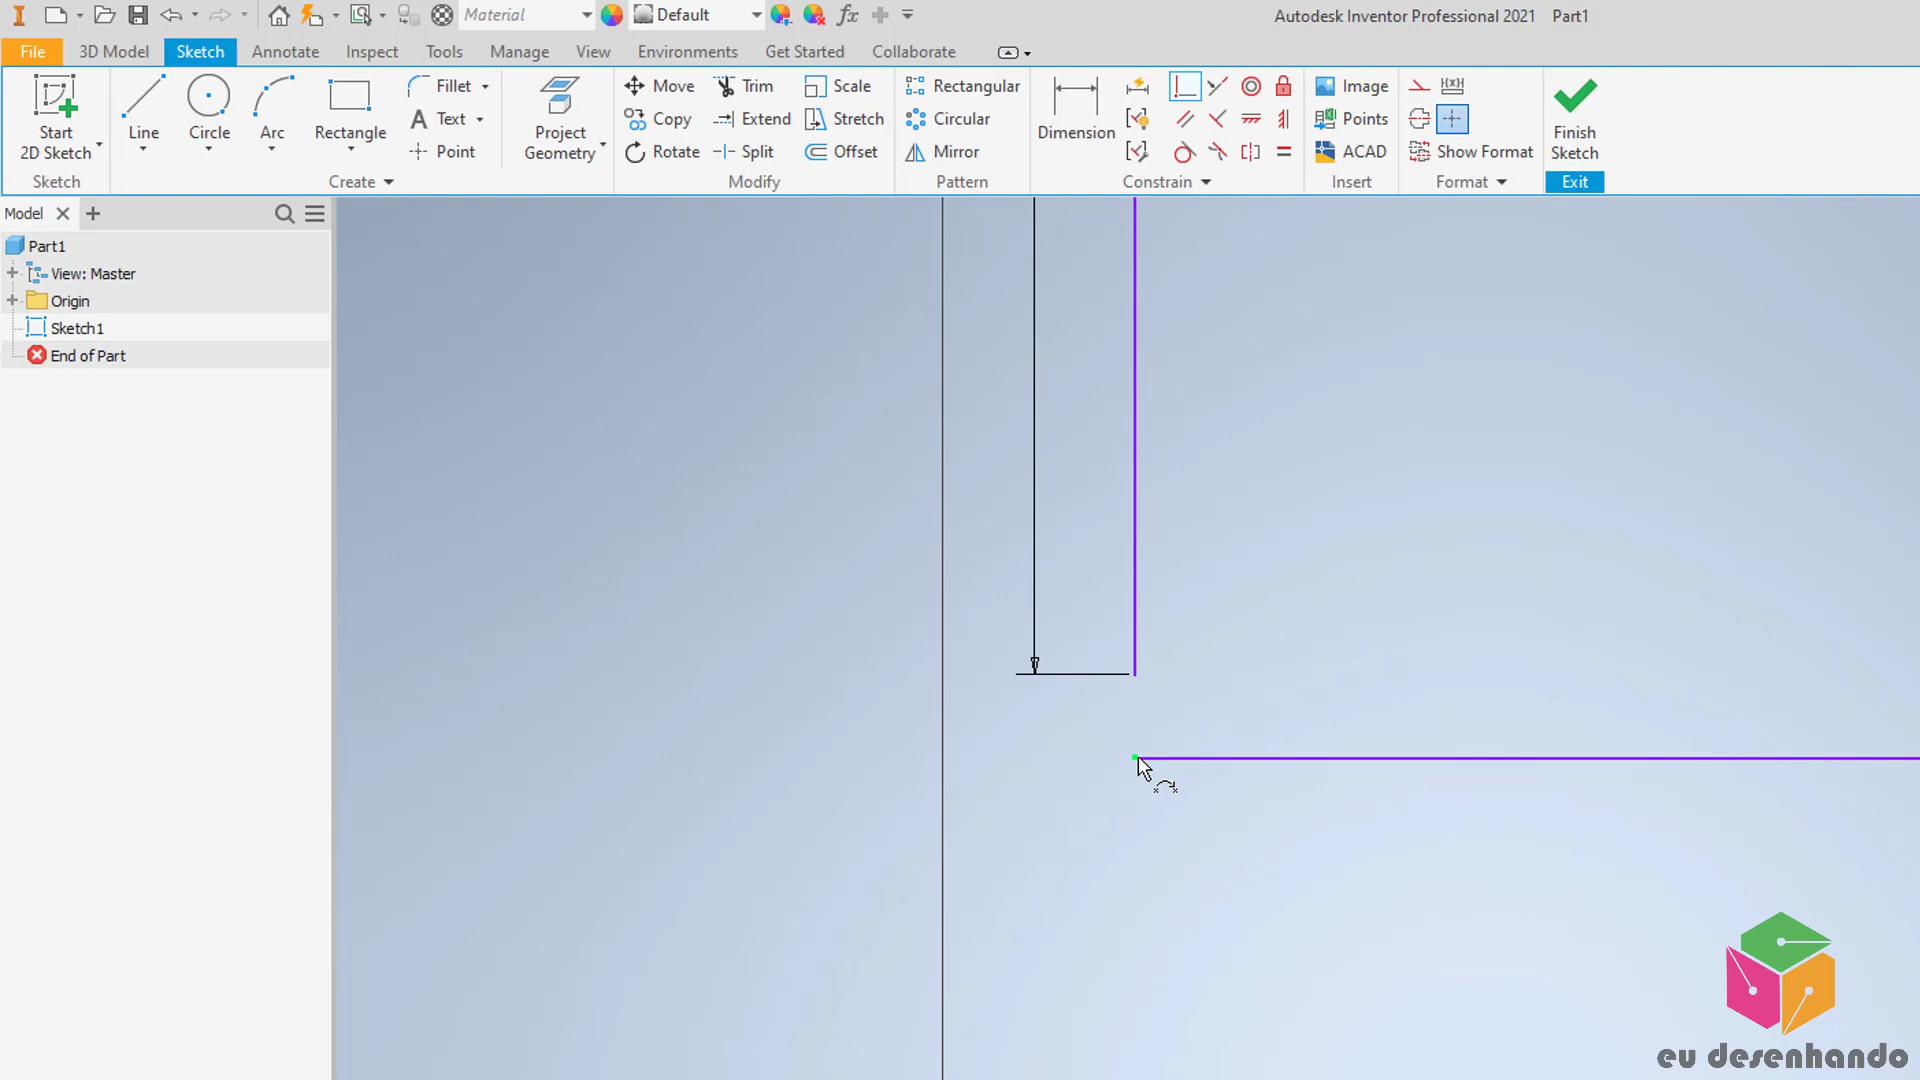 Material
Default
fx
Autodesk Inventor Professional 2021 Part1
File 3D Model Sketch Annotate Inspect Tools Manage View Environments Get Started Collaborate
Start
2D Sketch
Line
Circle
Arc
Rectangle
Fillet
Text
Point
Project
Geometry
Move
Copy
Rotate
Trim
Extend
Split
Scale
Stretch
Offset
Rectangular
Circular
Mirror
Dimension
Image
Points
ACAD
Show Format
Finish
Sketch
Sketch Create Modify Pattern Constrain Insert Format Exit
Model
Part1
View: Master
Origin
Sketch1
End of Part
eu desenhando